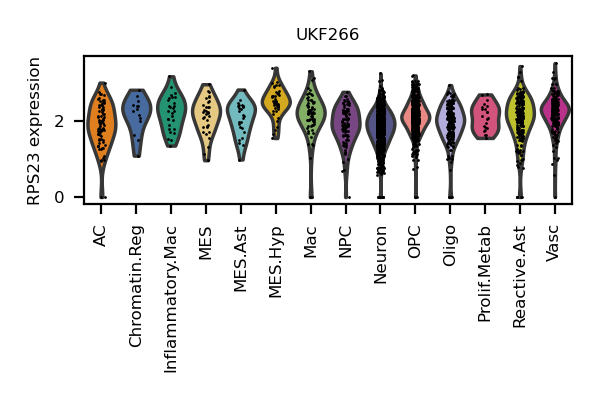 UKF266
RPS23 expression
2
0
AC
Chromatin.Reg
Inflammatory.Mac
MES
MES.Ast
MES.Hyp
Mac
NPC
Neuron
OPC
Oligo
Prolif.Metab
Reactive.Ast
Vasc